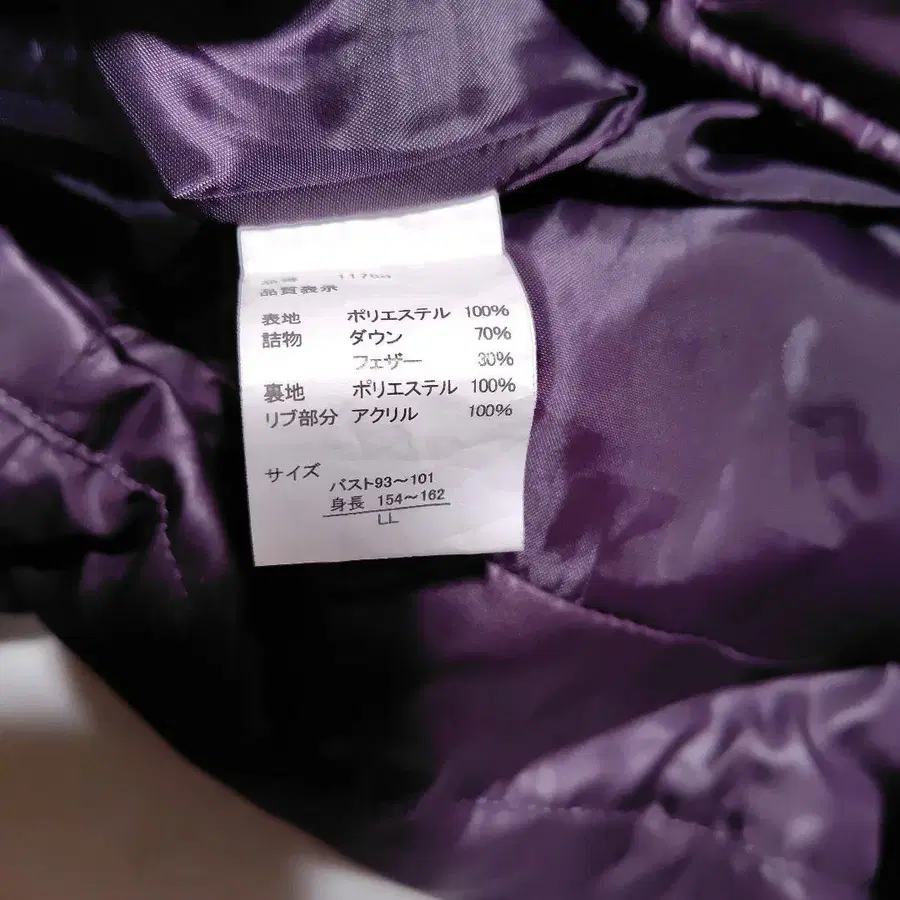 品質表示
表地 ポリエステル 100%
詰物 ダウン 70%
フェザー 30%
裏地 ポリエステル 100%
リブ部分 アクリル 100%
サイズ
バスト93～101
身長 154～162
LL